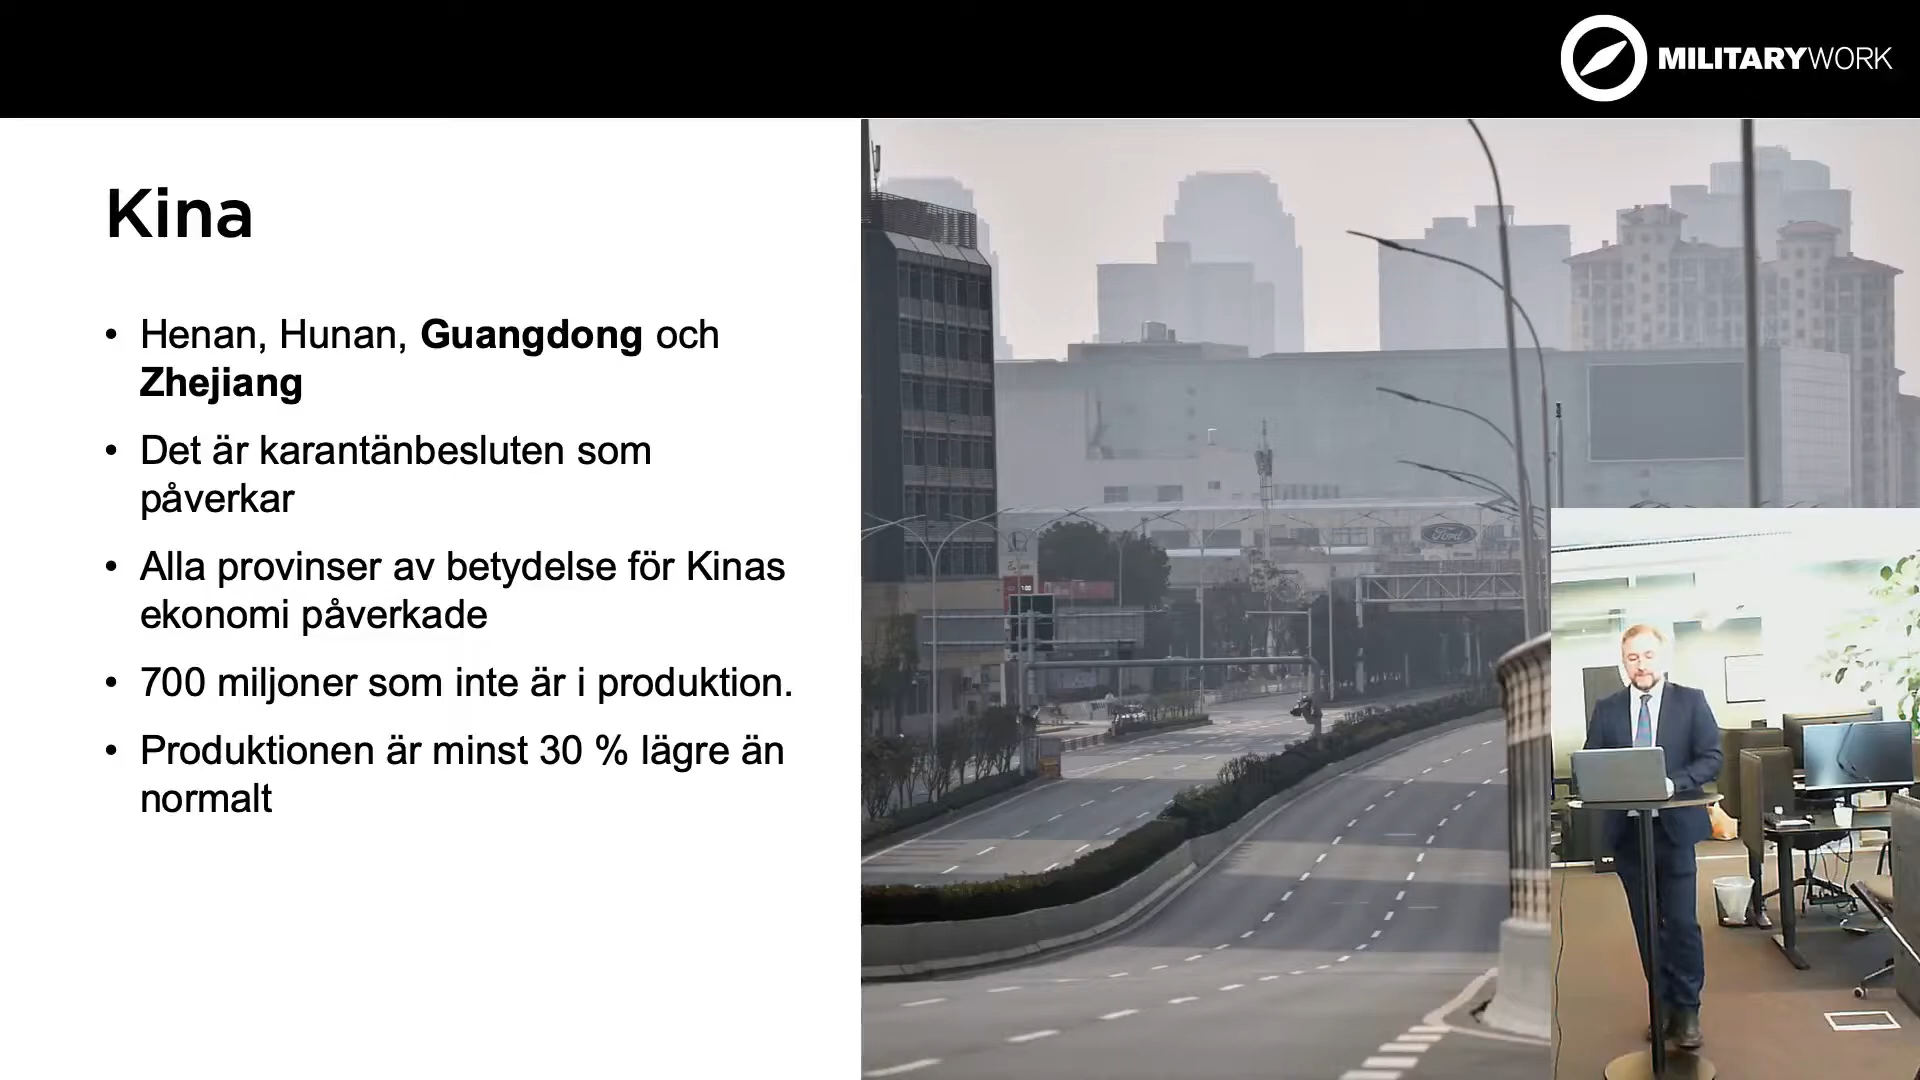 MILITARYWORK
Kina
• Henan, Hunan, Guangdong och
Zhejiang
• Det är karantänbesluten som
påverkar
• Alla provinser av betydelse för Kinas
ekonomi påverkade
• 700 miljoner som inte är i produktion.
• Produktionen är minst 30 % lägre än
normalt
Ford